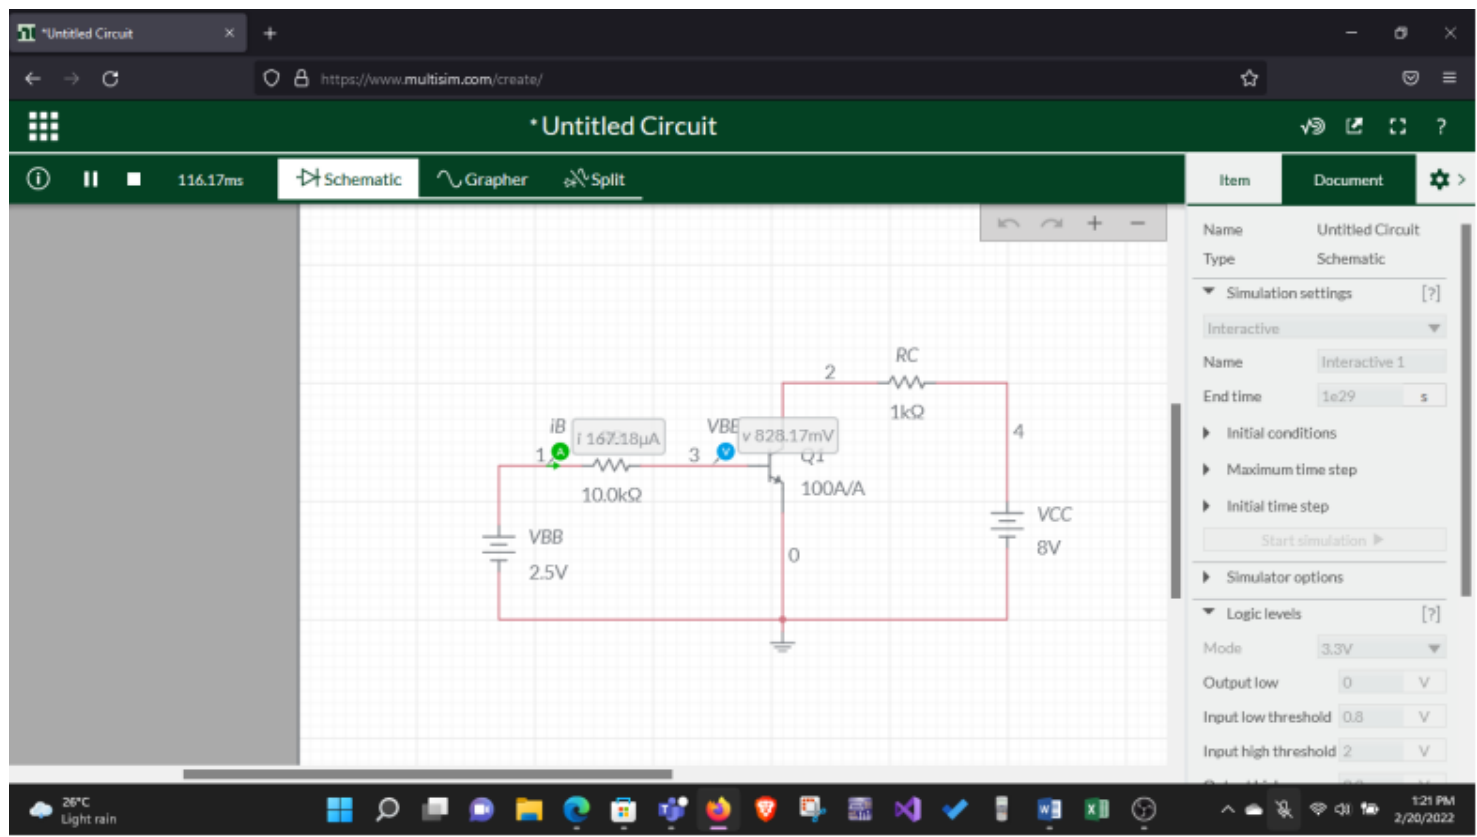 *Untitled Circuit
https://www.multisim.com/create/
*Untitled Circuit
?
116.17ms
Schematic
Grapher
Split
Item
Document
Name
Untitled Circuit
Type
Schematic
Simulation settings
[?]
Interactive
Name
Interactive 1
End time
1e29
s
Initial conditions
Maximum time step
Initial time step
Start simulation
Simulator options
Logic levels
[?]
Mode
3.3V
Output low
0
V
Input low threshold
0.8
V
Input high threshold
2
V
RC
2
1kΩ
4
iB
i 167.18µA
VBE
v 828.17mV
1
A
3
V
Q1
10.0kΩ
100A/A
VBB
2.5V
0
VCC
8V
26°C
Light rain
1:21 PM
2/20/2022